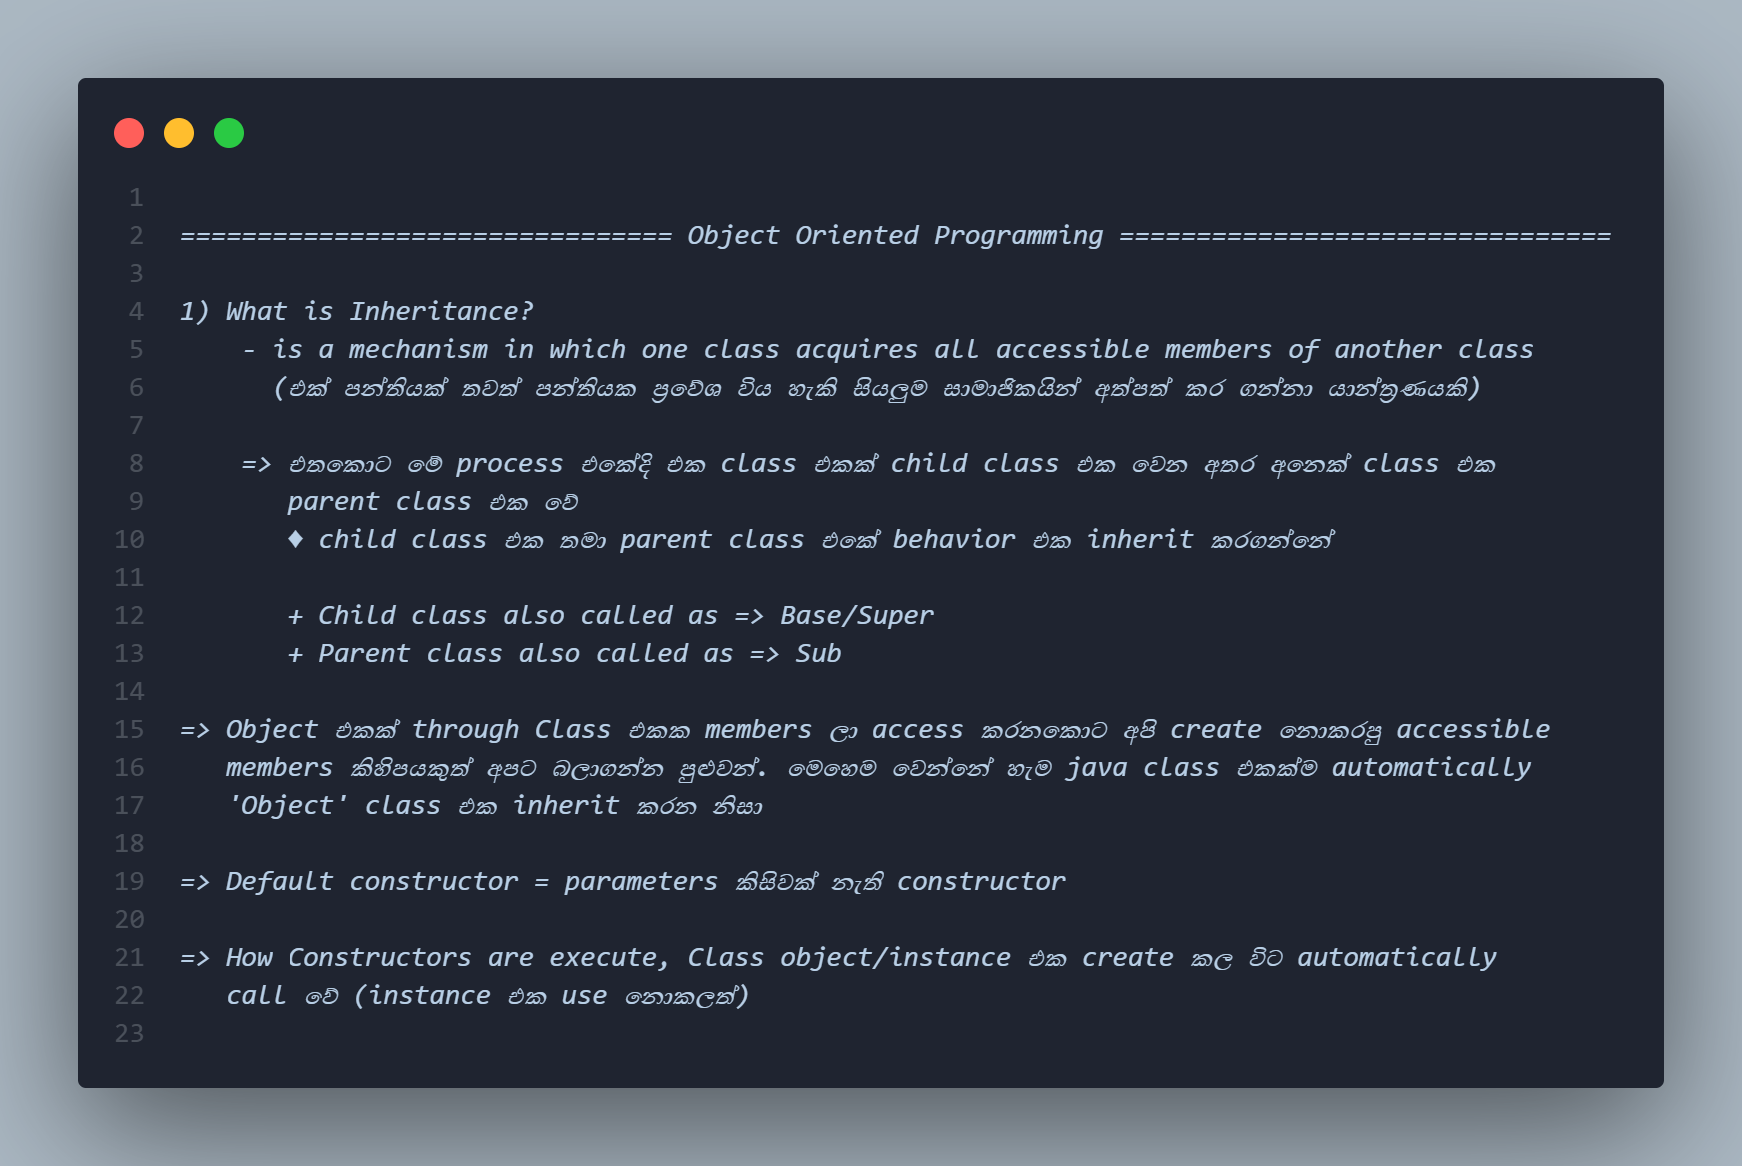 1
2 ================================ Object Oriented Programming ================================
3
4 1) What is Inheritance?
5 - is a mechanism in which one class acquires all accessible members of another class
6 (එක් පන්තියක් තවත් පන්තියක ප්‍රවේශ විය හැකි සියලුම සාමාජිකයින් අත්පත් කර ගන්නා යාන්ත්‍රණයකි)
7
8 => එතකොට මේ process එකේදි එක class එකක් child class එක වෙන අතර අනෙක් class එක
9 parent class එක වේ
10 ♦ child class එක තමා parent class එකේ behavior එක inherit කරගන්නේ
11
12 + Child class also called as => Base/Super
13 + Parent class also called as => Sub
14
15 => Object එකක් through Class එකක members ලා access කරනකොට අපි create නොකරපු accessible
16 members කිහිපයකුත් අපට බලාගන්න පුළුවන්. මෙහෙම වෙන්නේ හැම java class එකක්ම automatically
17 'Object' class එක inherit කරන නිසා
18
19 => Default constructor = parameters කිසිවක් නැති constructor
20
21 => How Constructors are execute, Class object/instance එක create කල විට automatically
22 call වේ (instance එක use නොකලත්)
23